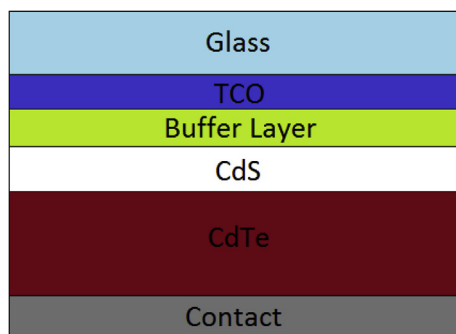 Glass
TCO
Buffer Layer
CdS
CdTe
Contact